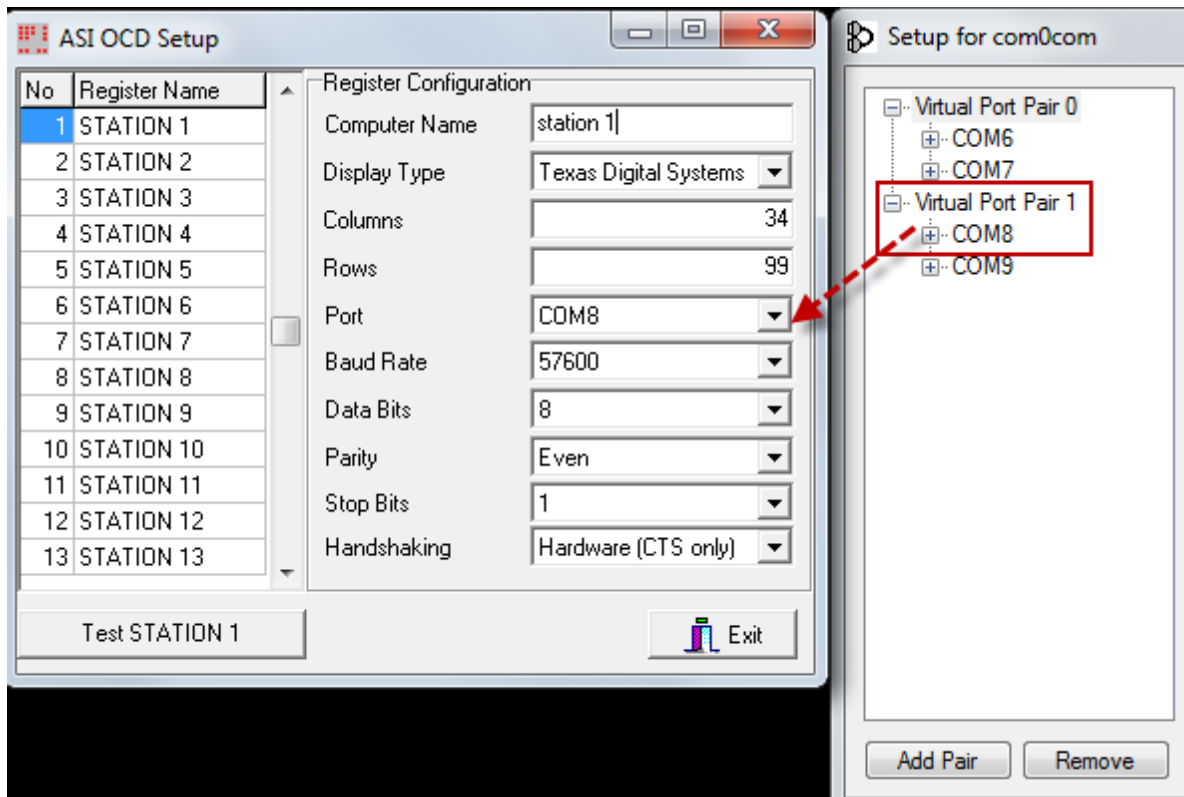 ASI OCD Setup
No Register Name
1 STATION 1
2 STATION 2
3 STATION 3
4 STATION 4
5 STATION 5
6 STATION 6
7 STATION 7
8 STATION 8
9 STATION 9
10 STATION 10
11 STATION 11
12 STATION 12
13 STATION 13
Test STATION 1
Register Configuration
Computer Name station 1
Display Type Texas Digital Systems
Columns 34
Rows 99
Port COM8
Baud Rate 57600
Data Bits 8
Parity Even
Stop Bits 1
Handshaking Hardware (CTS only)
Exit
Setup for com0com
Virtual Port Pair 0
COM6
COM7
Virtual Port Pair 1
COM8
COM9
Add Pair Remove